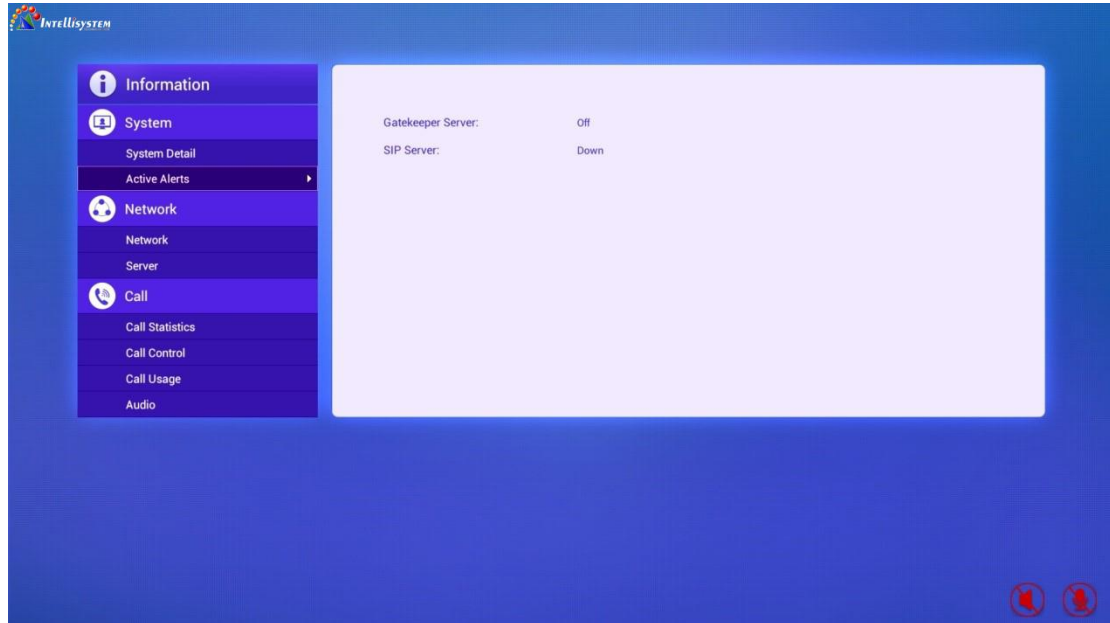 INTELLISYSTEM
Information
System
System Detail
Active Alerts
Network
Network
Server
Call
Call Statistics
Call Control
Call Usage
Audio
Gatekeeper Server: Off
SIP Server: Down